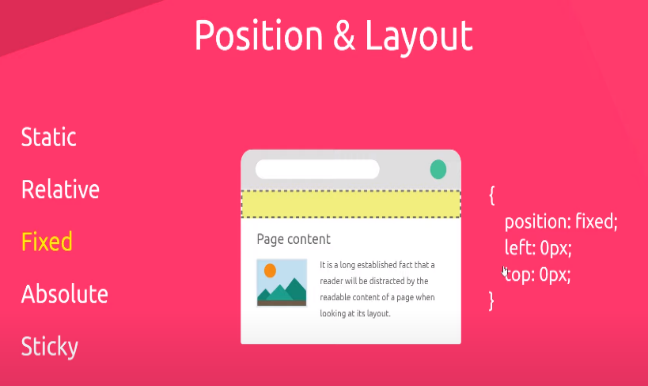 Position & Layout
Static
Relative
Fixed
Absolute
Sticky
Page content
It is a long established fact that a
reader will be distracted by the
readable content of a page when
looking at its layout.
{
position: fixed;
left: 0px;
top: 0px;
}